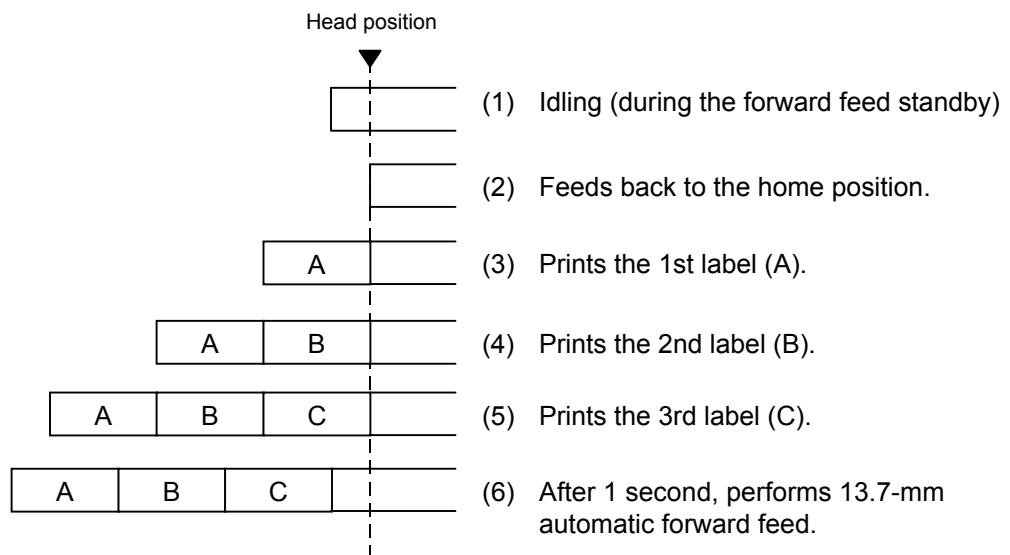 Head position
(1) Idling (during the forward feed standby)
(2) Feeds back to the home position.
A
(3) Prints the 1st label (A).
A B
(4) Prints the 2nd label (B).
A B C
(5) Prints the 3rd label (C).
A B C
(6) After 1 second, performs 13.7-mm
automatic forward feed.